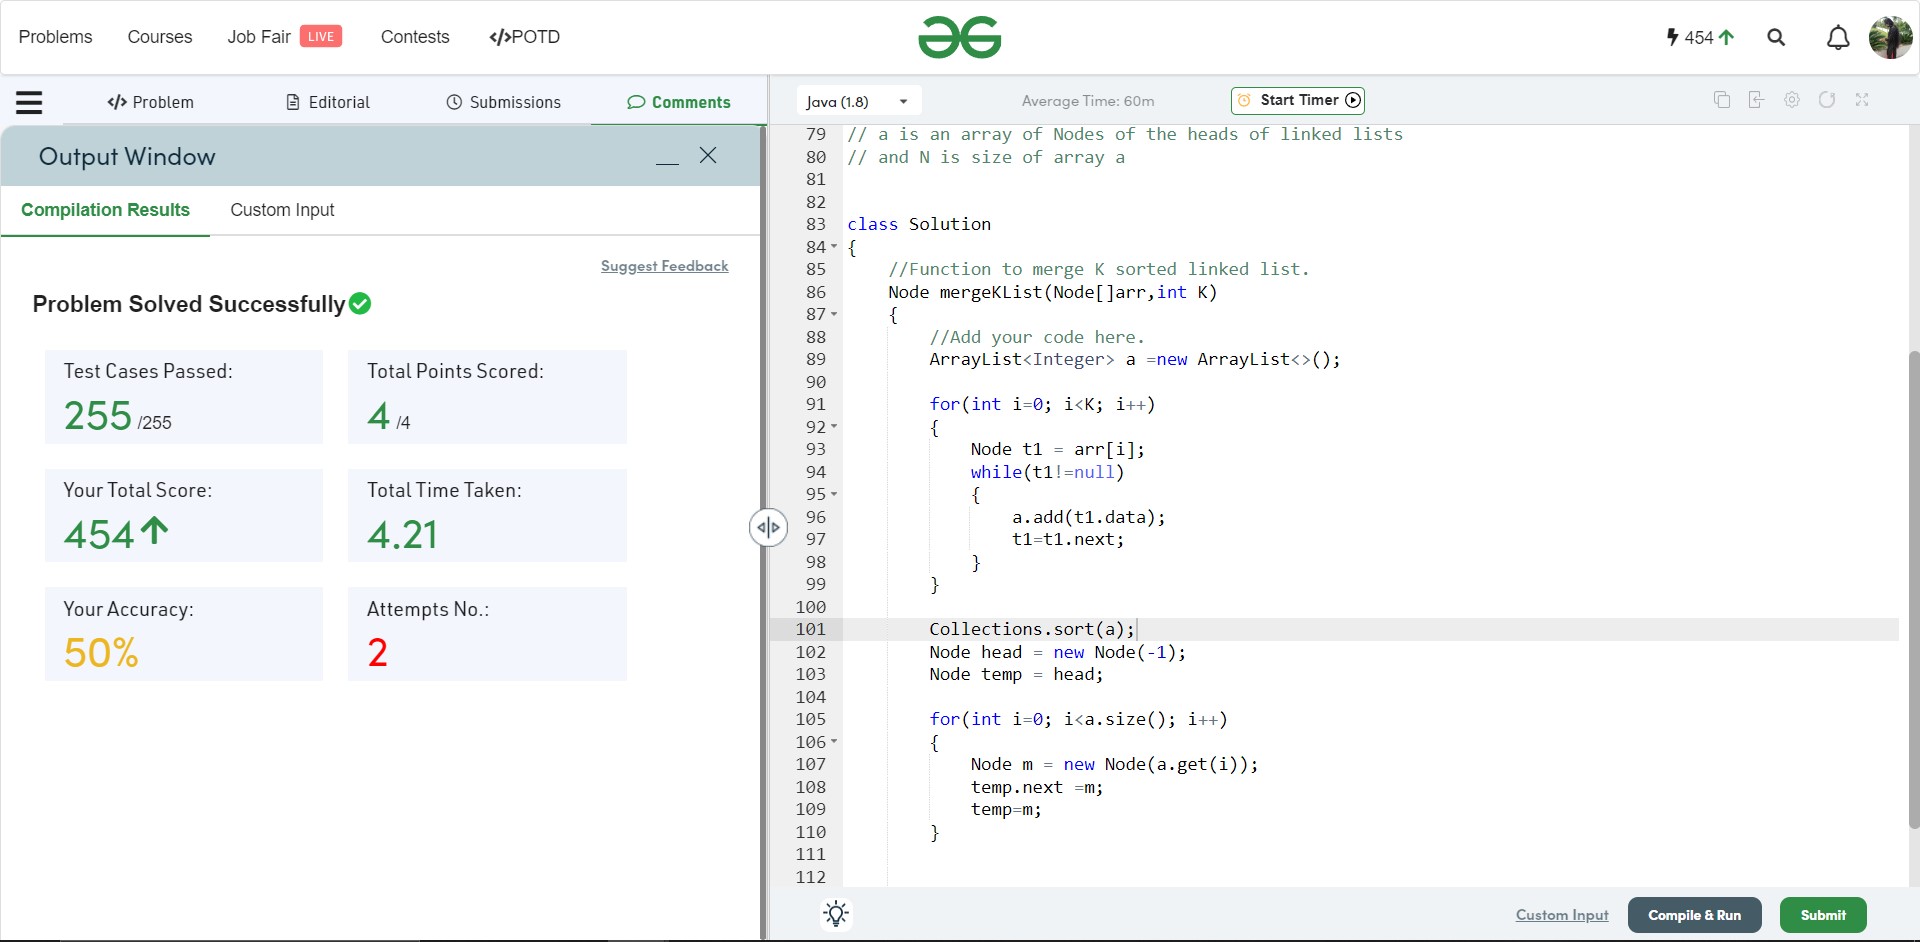 Problems Courses Job Fair LIVE Contests </>POTD
454
</> Problem Editorial Submissions Comments
Output Window
Compilation Results Custom Input
Suggest Feedback
Problem Solved Successfully
Test Cases Passed:
255 /255
Total Points Scored:
4 /4
Your Total Score:
454
Total Time Taken:
4.21
Your Accuracy:
50%
Attempts No.:
2
Java (1.8) Average Time: 60m Start Timer
79 // a is an array of Nodes of the heads of linked lists
80 // and N is size of array a
81
82
83 class Solution
84 {
85     //Function to merge K sorted linked list.
86     Node mergeKList(Node[]arr,int K)
87     {
88         //Add your code here.
89         ArrayList<Integer> a =new ArrayList<>();
90
91         for(int i=0; i<K; i++)
92         {
93             Node t1 = arr[i];
94             while(t1!=null)
95             {
96                 a.add(t1.data);
97                 t1=t1.next;
98             }
99         }
100
101         Collections.sort(a);
102         Node head = new Node(-1);
103         Node temp = head;
104
105         for(int i=0; i<a.size(); i++)
106         {
107             Node m = new Node(a.get(i));
108             temp.next =m;
109             temp=m;
110         }
111
112
Custom Input Compile & Run Submit